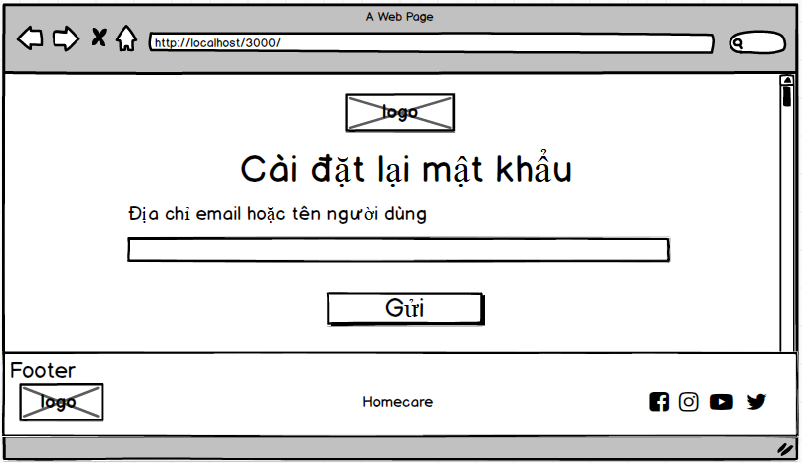 A Web Page
http://localhost/3000/
logo
Cài đặt lại mật khẩu
Địa chỉ email hoặc tên người dùng
Gửi
Footer
logo
Homecare